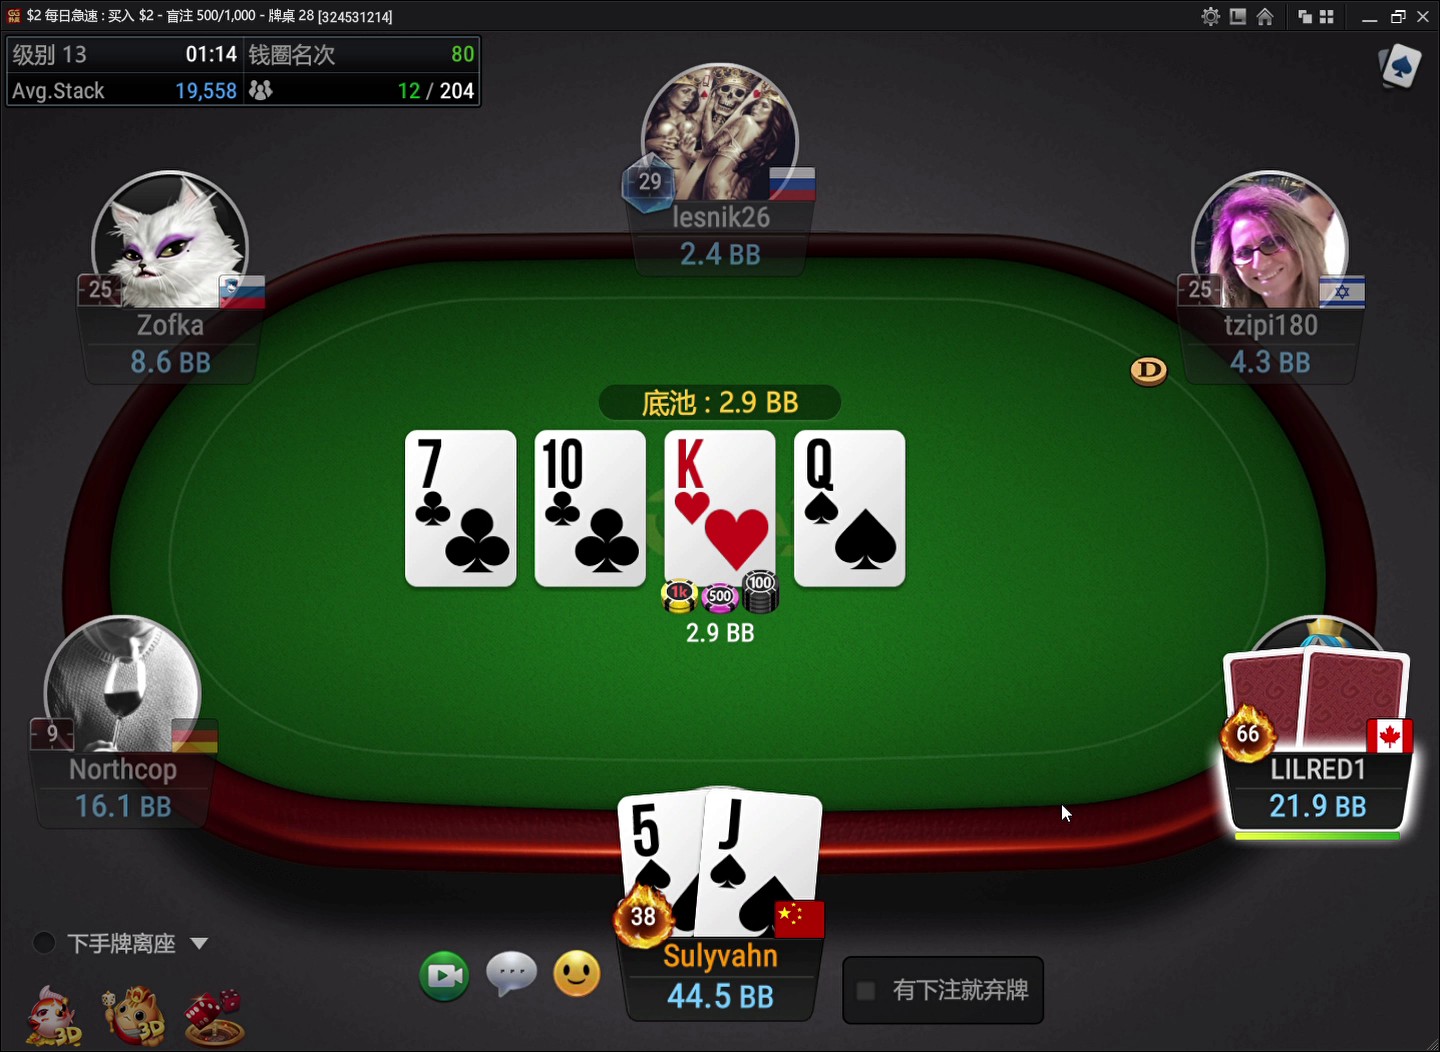 $2 每日急速 : 买入 $2 - 盲注 500/1,000 - 牌桌 28 [324531214]
级别 13 01:14 钱圈名次 80
Avg.Stack 19,558 12 / 204
29
lesnik26
2.4 BB
25
Zofka
8.6 BB
25
tzipi180
4.3 BB
D
底池 : 2.9 BB
7 10 K Q
1k 500 100
2.9 BB
9
Northcop
16.1 BB
66
LILRED1
21.9 BB
5 J
38
Sulyvahn
44.5 BB
下手牌离座
有下注就弃牌
3D 3D